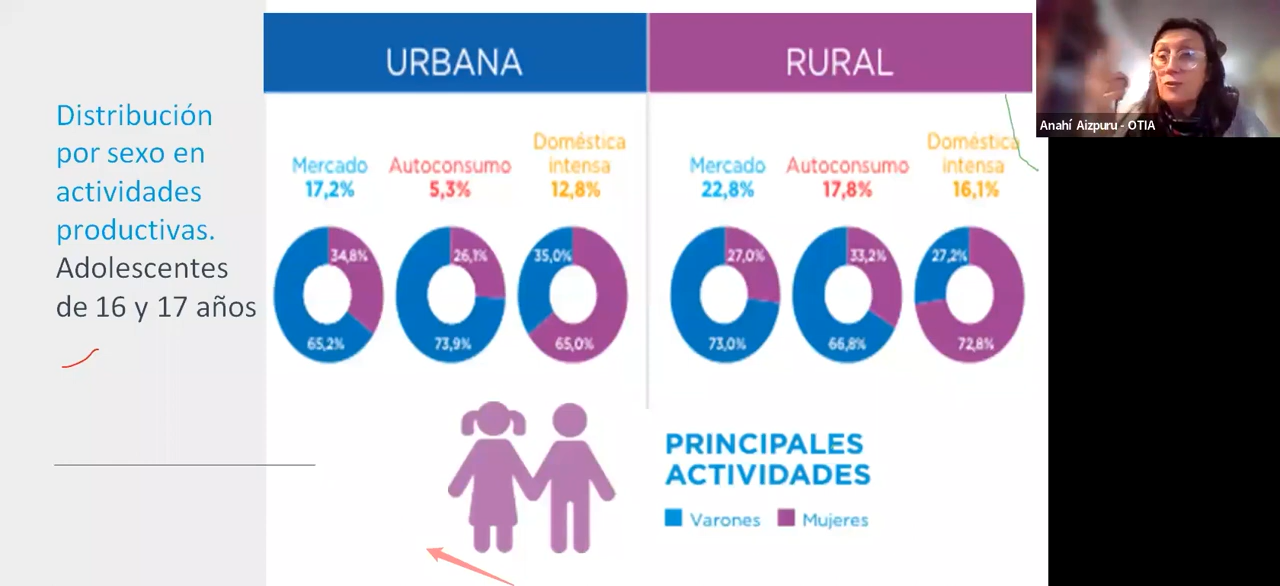 Distribución
por sexo en
actividades
productivas.
Adolescentes
de 16 y 17 años
URBANA
Mercado
17,2%
Autoconsumo
5,3%
Doméstica
intensa
12,8%
34,8%
65,2%
26,1%
73,9%
35,0%
65,0%
RURAL
Mercado
22,8%
Autoconsumo
17,8%
Doméstica
intensa
16,1%
27,0%
73,0%
33,2%
66,8%
27,2%
72,8%
PRINCIPALES
ACTIVIDADES
Varones
Mujeres
Anahí Aizpuru - OTIA